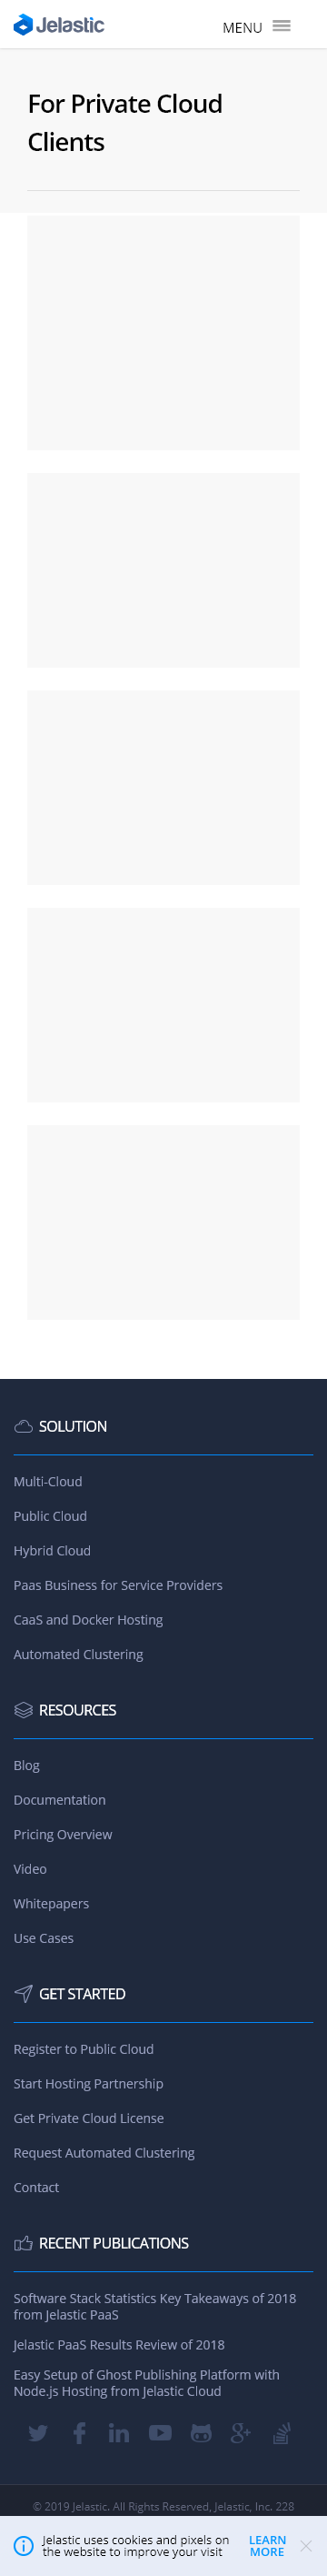 Jelastic
MENU
For Private Cloud
Clients
SOLUTION
Multi-Cloud
Public Cloud
Hybrid Cloud
Paas Business for Service Providers
CaaS and Docker Hosting
Automated Clustering
RESOURCES
Blog
Documentation
Pricing Overview
Video
Whitepapers
Use Cases
GET STARTED
Register to Public Cloud
Start Hosting Partnership
Get Private Cloud License
Request Automated Clustering
Contact
RECENT PUBLICATIONS
Software Stack Statistics Key Takeaways of 2018
from Jelastic PaaS
Jelastic PaaS Results Review of 2018
Easy Setup of Ghost Publishing Platform with
Node.js Hosting from Jelastic Cloud
© 2019 Jelastic. All Rights Reserved, Jelastic, Inc. 228
Jelastic uses cookies and pixels on
the website to improve your visit
LEARN
MORE